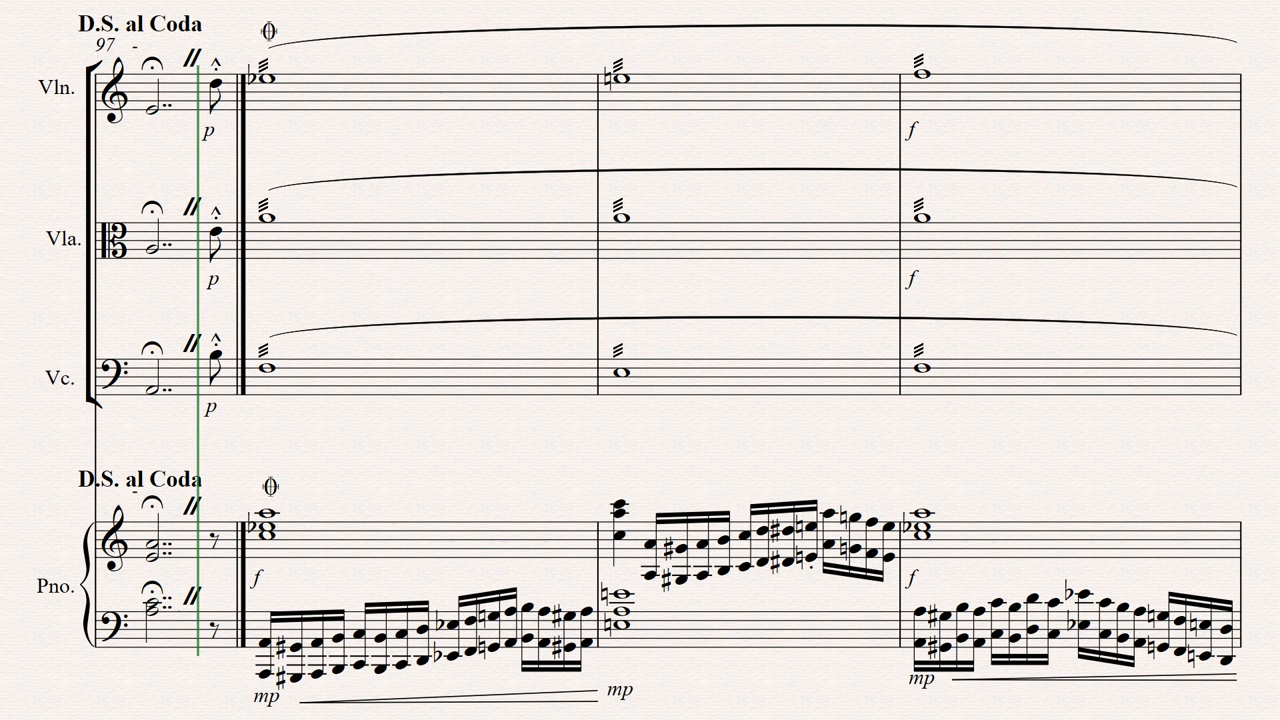 D.S. al Coda
97
Vln.
p
f
Vla.
p
f
Vc.
p
D.S. al Coda
Pno.
f
f
mp
mp
mp